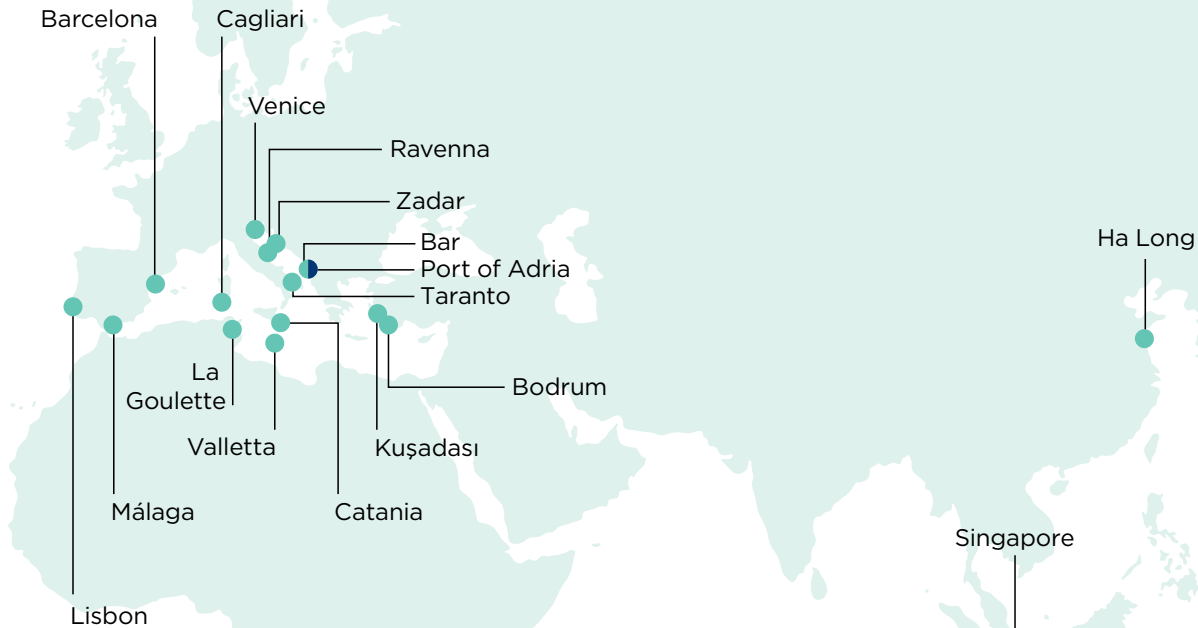 Barcelona
Cagliari
Venice
Ravenna
Zadar
Bar
Ha Long
Port of Adria
Taranto
La
Goulette
Bodrum
Valletta
Kuşadası
Málaga
Catania
Singapore
Lisbon